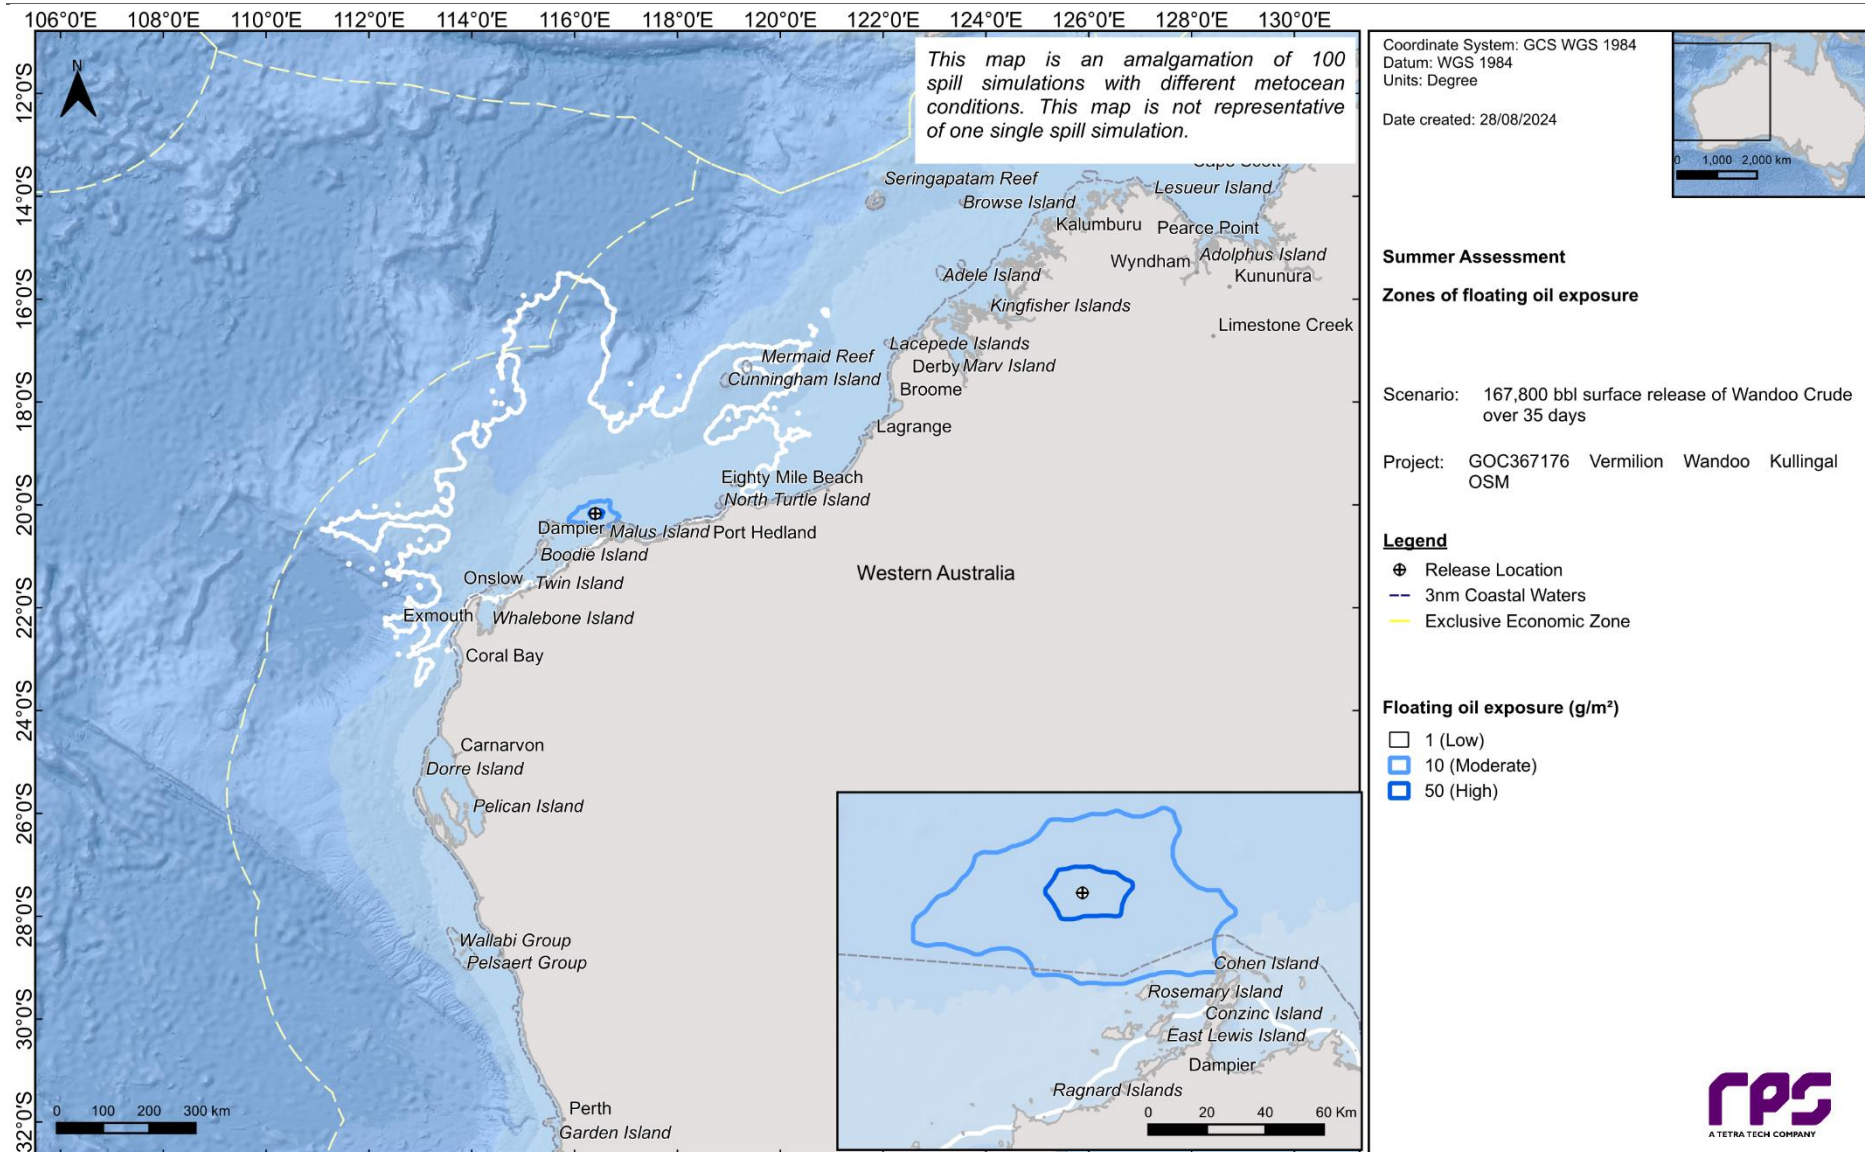 106°0'E 108°0'E 110°0'E 112°0'E 114°0'E 116°0'E 118°0'E 120°0'E 122°0'E 124°0'E 126°0'E 128°0'E 130°0'E
12°0'S
14°0'S
16°0'S
18°0'S
20°0'S
22°0'S
24°0'S
26°0'S
28°0'S
30°0'S
32°0'S
N
This map is an amalgamation of 100
spill simulations with different metocean
conditions. This map is not representative
of one single spill simulation.
Cape Scott
Seringapatam Reef
Lesueur Island
Browse Island
Kalumburu
Pearce Point
Wyndham
Adolphus Island
Kununura
Adele Island
Kingfisher Islands
Limestone Creek
Lacepede Islands
Mermaid Reef
Derby
Marv Island
Cunningham Island
Broome
Lagrange
Eighty Mile Beach
North Turtle Island
Dampier
Malus Island
Port Hedland
Boodie Island
Western Australia
Onslow
Twin Island
Exmouth
Whalebone Island
Coral Bay
Carnarvon
Dorre Island
Pelican Island
Wallabi Group
Pelsaert Group
Perth
Garden Island
0 100 200 300 km
Cohen Island
Rosemary Island
Conzinc Island
East Lewis Island
Dampier
Ragnard Islands
0 20 40 60 Km
Coordinate System: GCS WGS 1984
Datum: WGS 1984
Units: Degree
Date created: 28/08/2024
0 1,000 2,000 km
Summer Assessment
Zones of floating oil exposure
Scenario: 167,800 bbl surface release of Wandoo Crude
over 35 days
Project: GOC367176 Vermilion Wandoo Kullingal
OSM
Legend
Release Location
3nm Coastal Waters
Exclusive Economic Zone
Floating oil exposure (g/m²)
1 (Low)
10 (Moderate)
50 (High)
rps
A TETRA TECH COMPANY